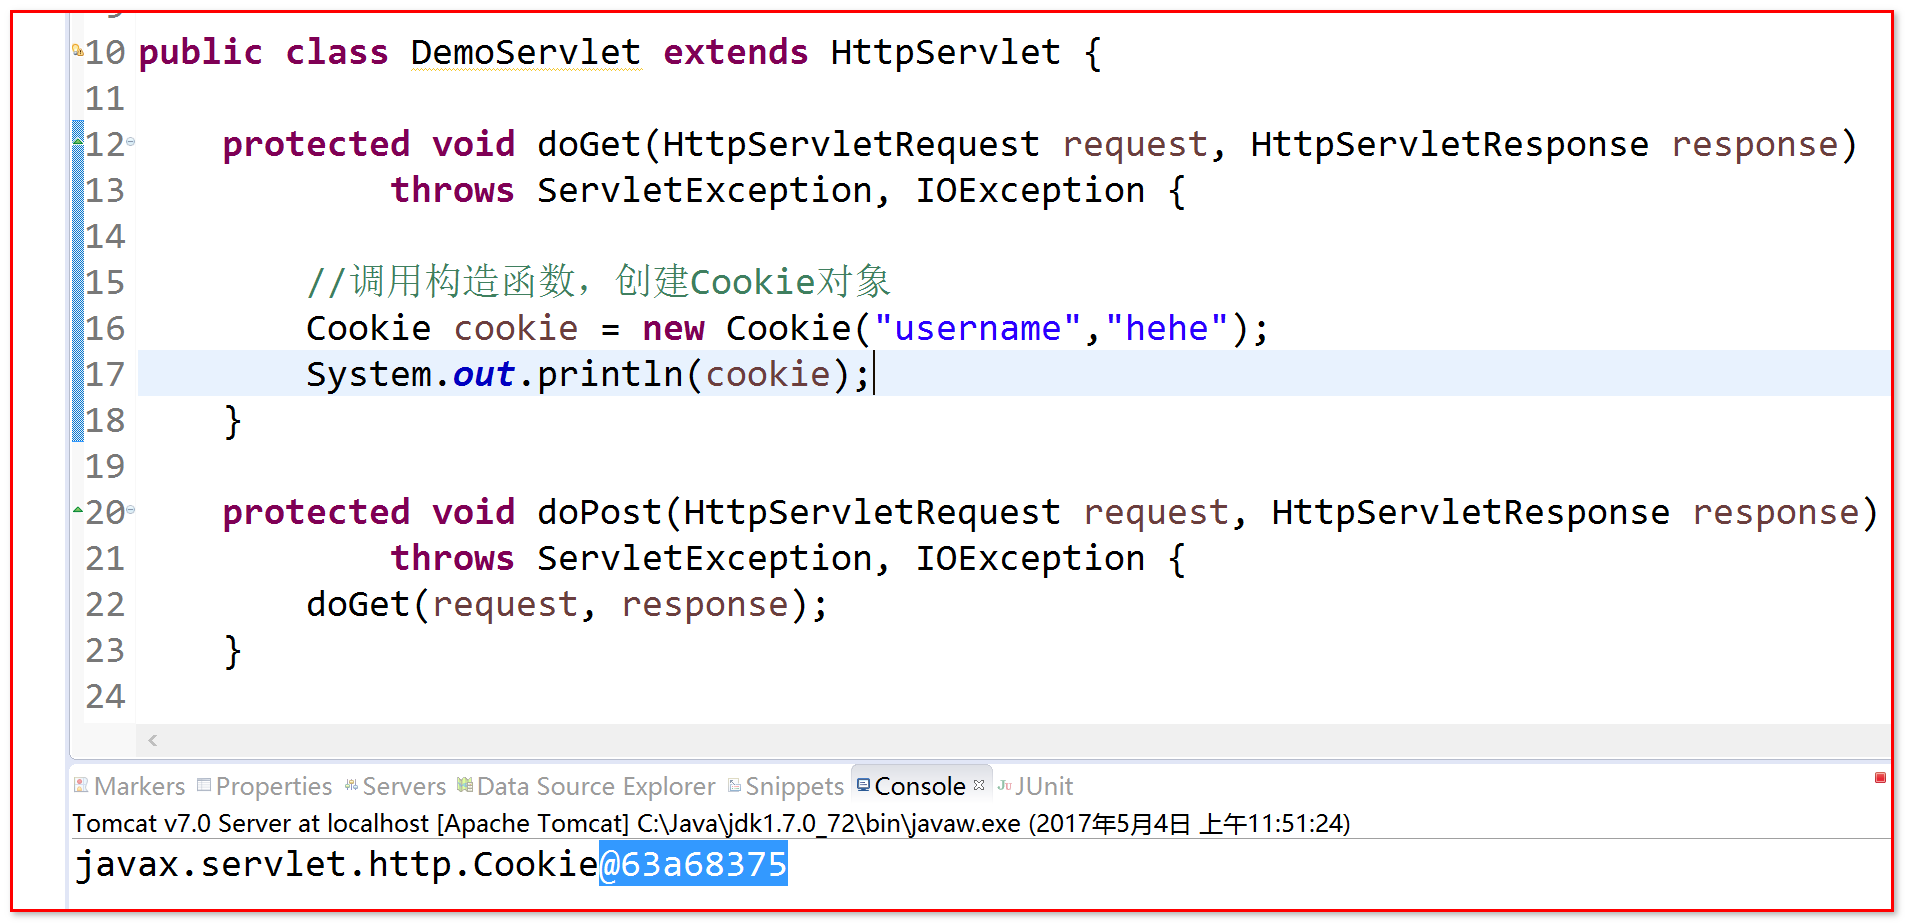 10 public class DemoServlet extends HttpServlet {
11
12 protected void doGet(HttpServletRequest request, HttpServletResponse response)
13 throws ServletException, IOException {
14
15 //调用构造函数，创建Cookie对象
16 Cookie cookie = new Cookie("username","hehe");
17 System.out.println(cookie);
18 }
19
20 protected void doPost(HttpServletRequest request, HttpServletResponse response)
21 throws ServletException, IOException {
22 doGet(request, response);
23 }
24
Markers Properties Servers Data Source Explorer Snippets Console JUnit
Tomcat v7.0 Server at localhost [Apache Tomcat] C:\Java\jdk1.7.0_72\bin\javaw.exe (2017年5月4日 上午11:51:24)
javax.servlet.http.Cookie@63a68375